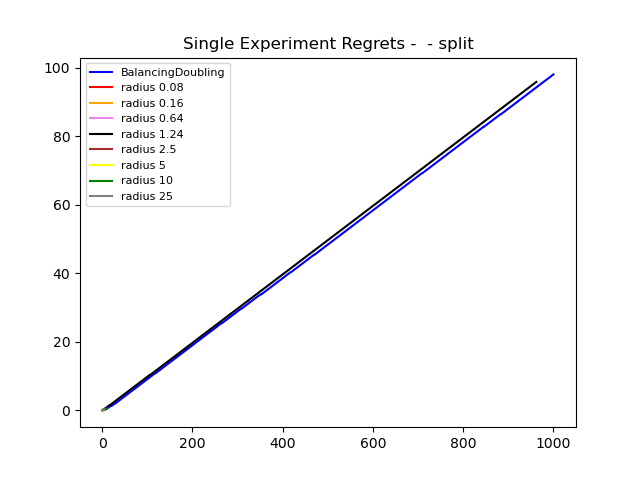 Single Experiment Regrets -  - split
100
80
60
40
20
0
BalancingDoubling
radius 0.08
radius 0.16
radius 0.64
radius 1.24
radius 2.5
radius 5
radius 10
radius 25
0 200 400 600 800 1000